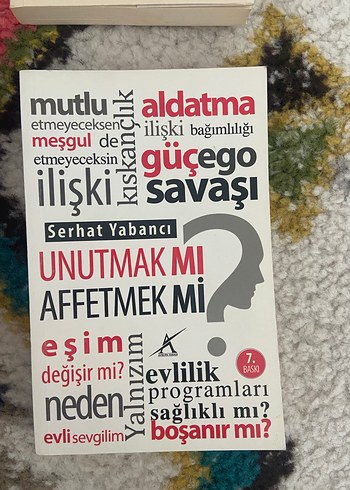 mutlu
etmeyeceksen
meşgul de
etmeyeceksin
ilişki
kıskançlık
aldatma
ilişki bağımlılığı
güç ego
savaşı
Serhat Yabancı
UNUTMAK MI
AFFETMEK Mİ
?
eşim
değişir mi?
neden
evli sevgilim
Yalnızım
7.
BASKI
evlilik
programları
sağlıklı mı?
boşanır mı?